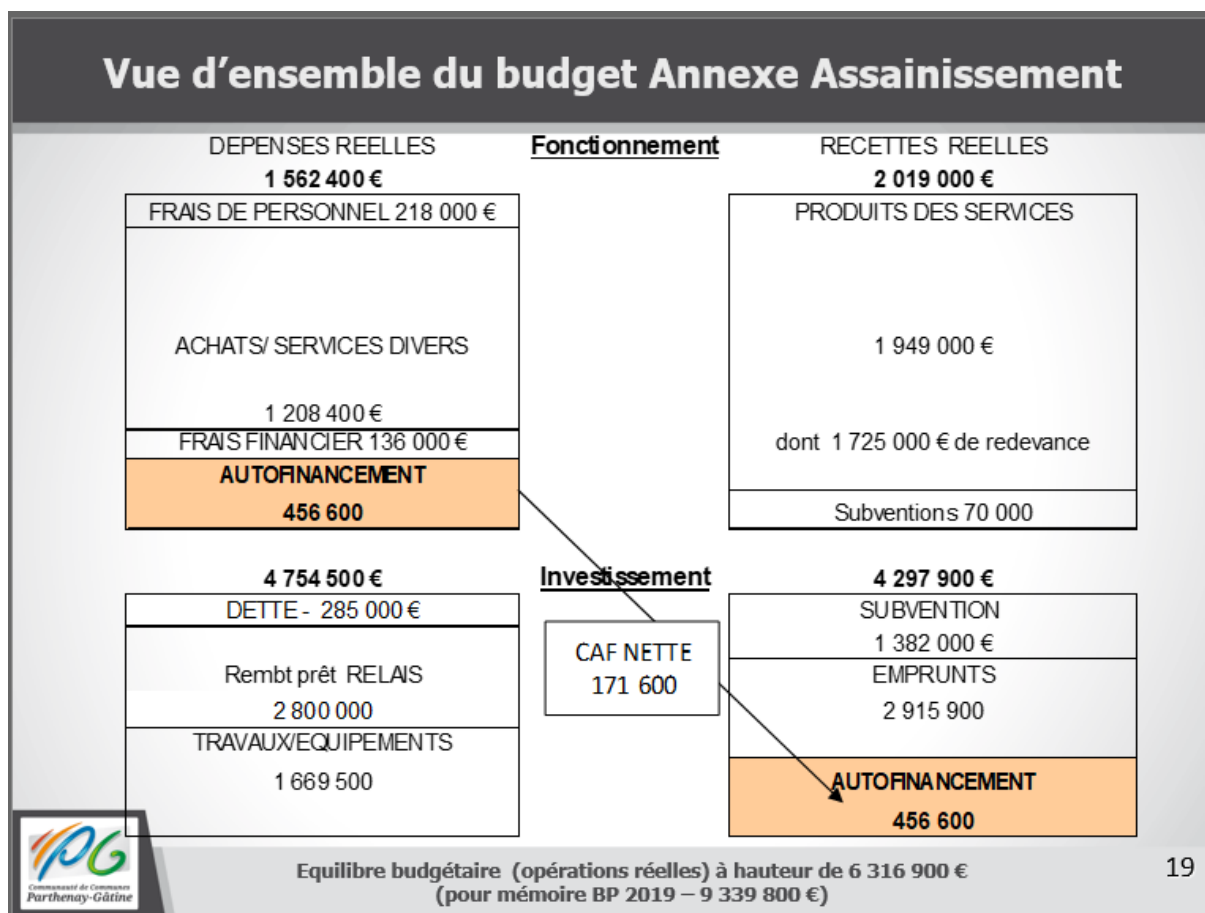 Vue d’ensemble du budget Annexe Assainissement
DEPENSES REELLES
1 562 400 €
FRAIS DE PERSONNEL 218 000 €
ACHATS/ SERVICES DIVERS
1 208 400 €
FRAIS FINANCIER 136 000 €
AUTOFINANCEMENT
456 600
Fonctionnement
RECETTES REELLES
2 019 000 €
PRODUITS DES SERVICES
1 949 000 €
dont 1 725 000 € de redevance
Subventions 70 000
4 754 500 €
DETTE - 285 000 €
Rembt prêt RELAIS
2 800 000
TRAVAUX/EQUIPEMENTS
1 669 500
Investissement
CAF NETTE
171 600
4 297 900 €
SUBVENTION
1 382 000 €
EMPRUNTS
2 915 900
AUTOFINANCEMENT
456 600
CPG
Communauté de Communes
Parthenay-Gâtine
Equilibre budgétaire (opérations réelles) à hauteur de 6 316 900 €
(pour mémoire BP 2019 – 9 339 800 €)
19